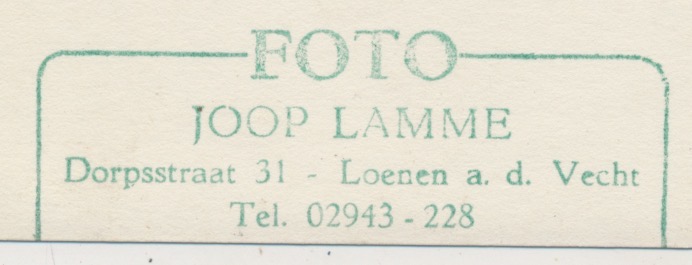 FOTO
JOOP LAMME
Dorpsstraat 31 - Loenen a. d. Vecht
Tel. 02943 - 228